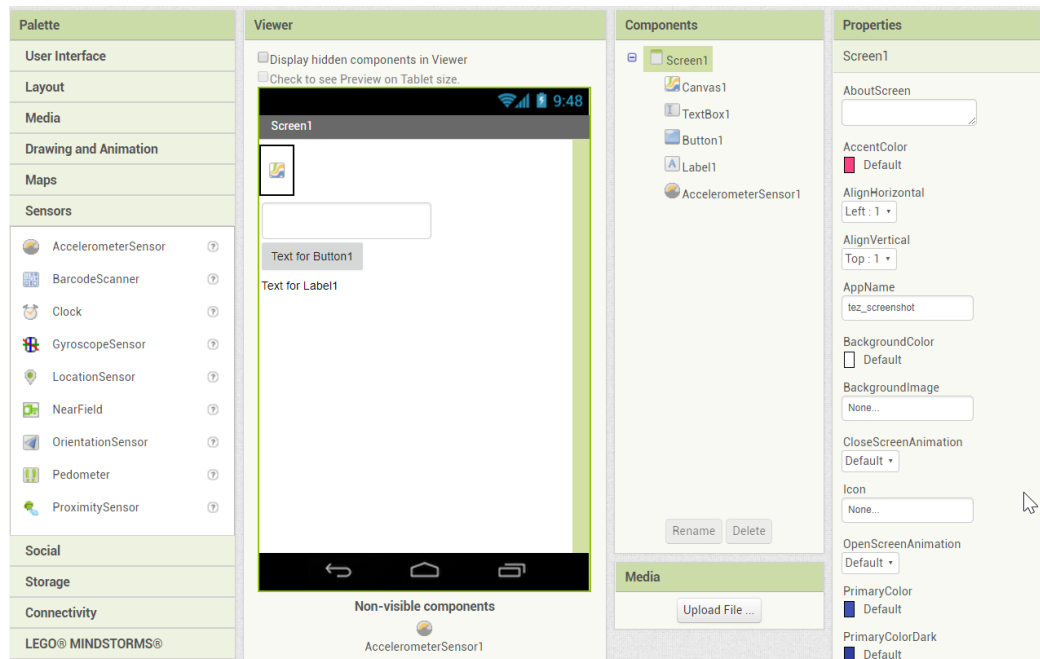 Palette
User Interface
Layout
Media
Drawing and Animation
Maps
Sensors
AccelerometerSensor ?
BarcodeScanner ?
Clock ?
GyroscopeSensor ?
LocationSensor ?
NearField ?
OrientationSensor ?
Pedometer ?
ProximitySensor ?
Social
Storage
Connectivity
LEGO® MINDSTORMS®
Viewer
Display hidden components in Viewer
Check to see Preview on Tablet size.
9:48
Screen1
Text for Button1
Text for Label1
Non-visible components
AccelerometerSensor1
Components
Screen1
Canvas1
TextBox1
Button1
Label1
AccelerometerSensor1
Rename Delete
Media
Upload File ...
Properties
Screen1
AboutScreen
AccentColor
Default
AlignHorizontal
Left : 1
AlignVertical
Top : 1
AppName
tez_screenshot
BackgroundColor
Default
BackgroundImage
None...
CloseScreenAnimation
Default
Icon
None...
OpenScreenAnimation
Default
PrimaryColor
Default
PrimaryColorDark
Default